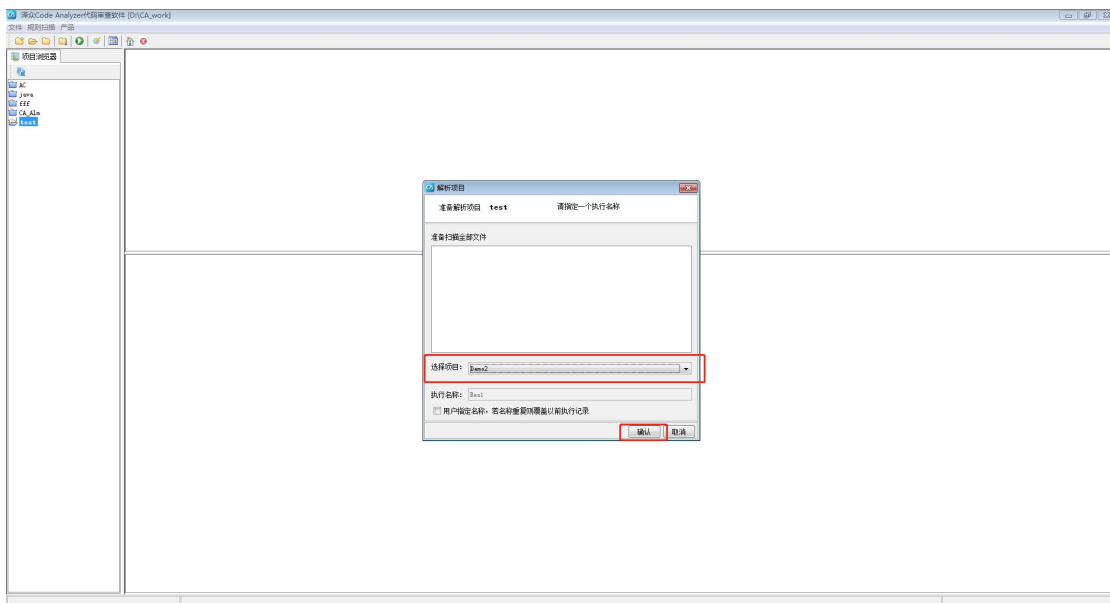 泽众Code Analyzer代码审查软件 [D:\CA_work]
文件 规则扫描 产品
项目浏览器
AC
java
fff
CA_Alm
test
解析项目
准备解析项目 test 请指定一个执行名称
准备扫描全部文件
选择项目: Demo2
执行名称: Res1
用户指定名称,若名称重复则覆盖以前执行记录
确认 取消